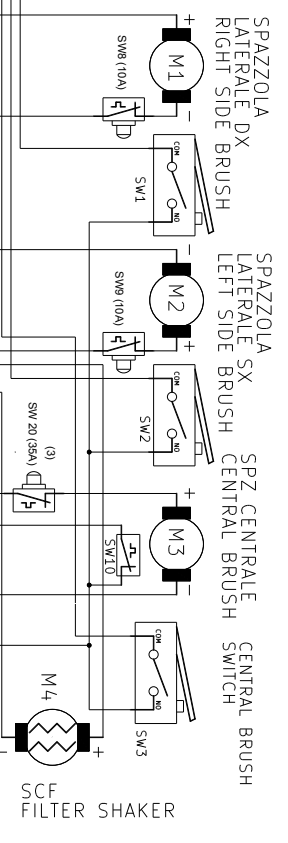 SPAZZOLA
LATERALE DX
RIGHT SIDE BRUSH
+
M1
-
SW8 (10A)
COM
NO
SW1
SPAZZOLA
LATERALE SX
LEFT SIDE BRUSH
-
M2
+
SW9 (10A)
COM
NO
SW2
SPZ CENTRALE
CENTRAL BRUSH
+
M3
-
(3)
SW 20 (35A)
SW10
CENTRAL BRUSH
SWITCH
COM
NO
SW3
M4
-
+
SCF
FILTER SHAKER